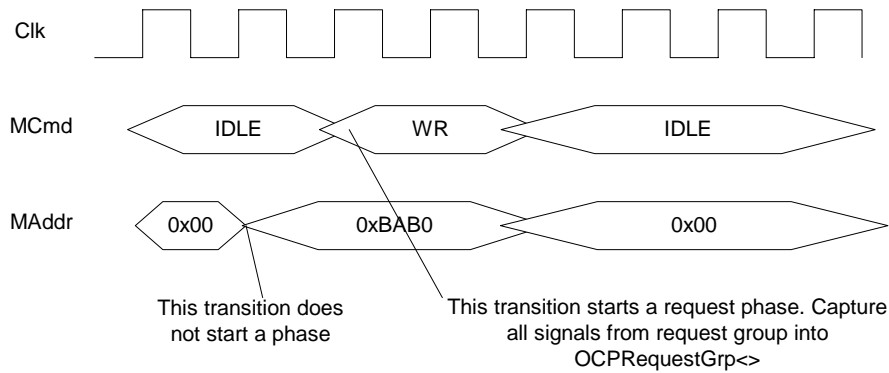 Clk
MCmd
IDLE
WR
IDLE
MAddr
0x00
0xBAB0
0x00
This transition does
not start a phase
This transition starts a request phase. Capture
all signals from request group into
OCPRequestGrp<>